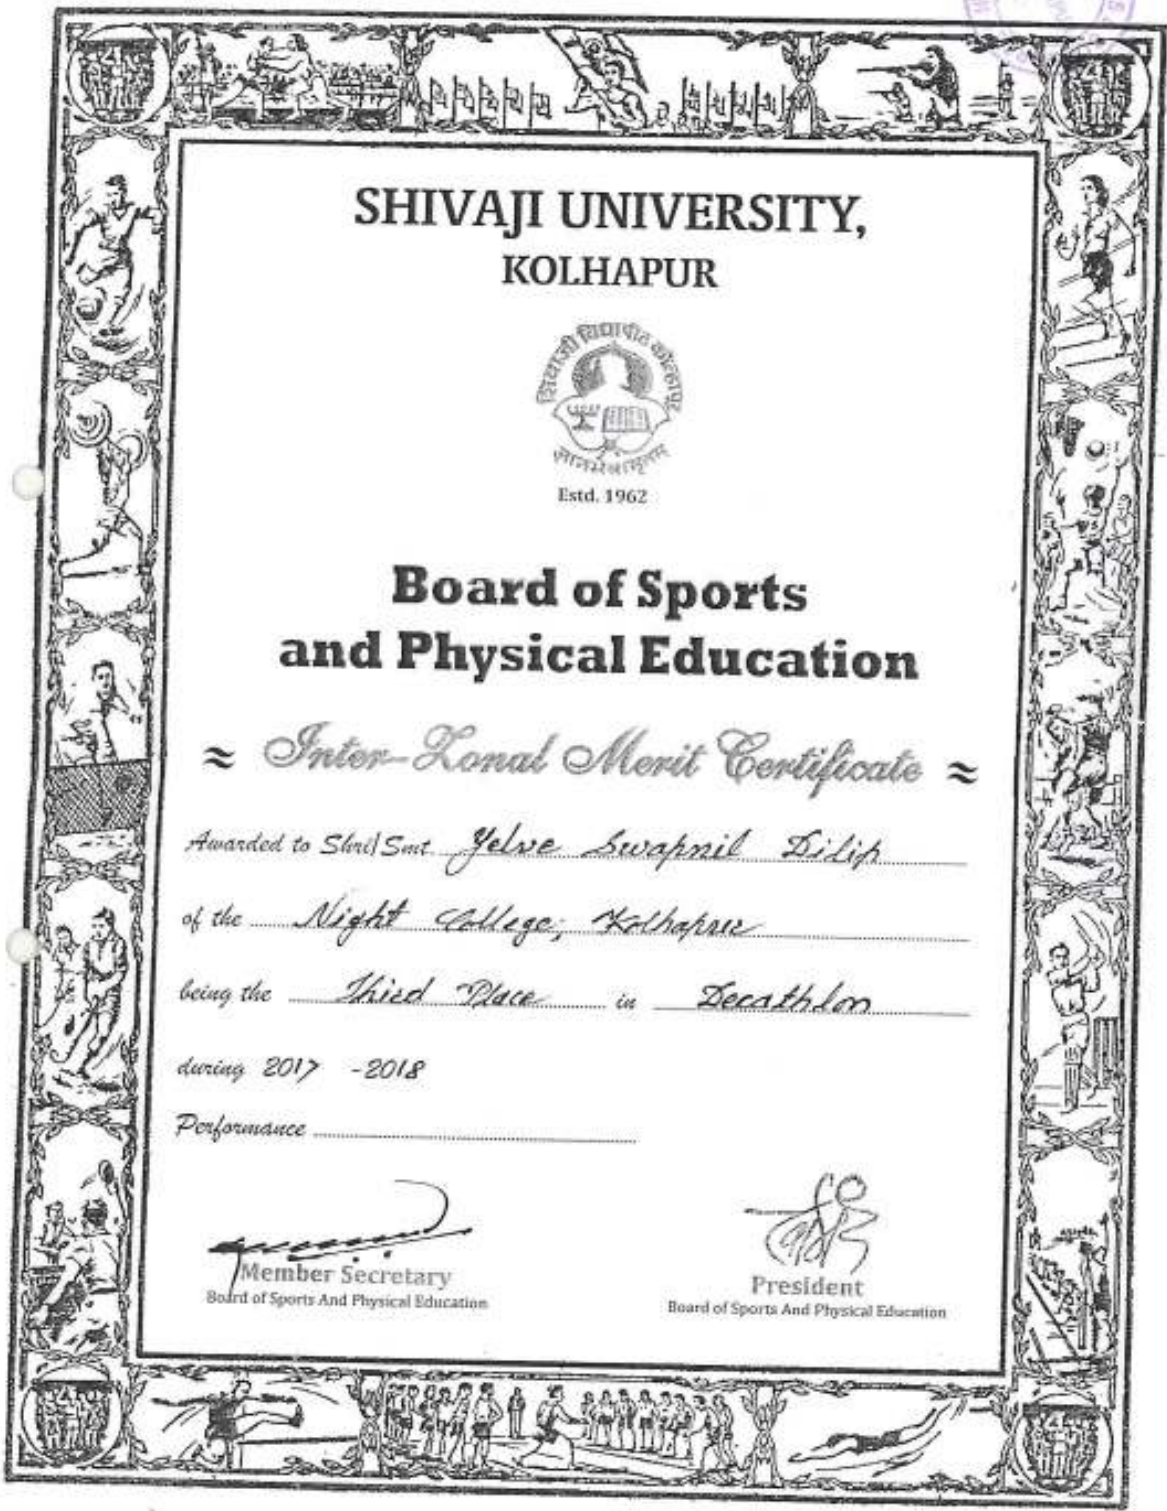 SHIVAJI UNIVERSITY,
KOLHAPUR
शिवाजी विद्यापीठ कोल्हापूर
ज्ञानमेवामृतम्
Estd. 1962
Board of Sports
and Physical Education
≈ Inter-Zonal Merit Certificate ≈
Awarded to Shri/Smt. Yelve Swapnil Dilip
of the Night College, Kolhapur
being the Third Place in Decathlon
during 2017 -2018
Performance
Member Secretary
Board of Sports And Physical Education
President
Board of Sports And Physical Education